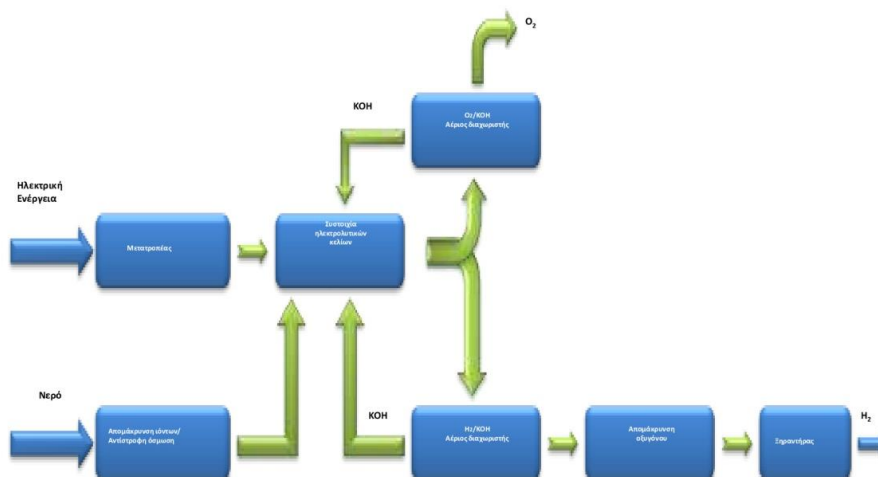 O2
KOH
O2/KOH
Αέριος διαχωριστής
Ηλεκτρική
Ενέργεια
Μετατροπέας
Συστοιχία
ηλεκτρολυτικών
κελίων
Νερό
Απομάκρυνση ιόντων/
Αντίστροφη όσμωση
KOH
H2/KOH
Αέριος διαχωριστής
Απομάκρυνση
οξυγόνου
Ξηραντήρας
H2